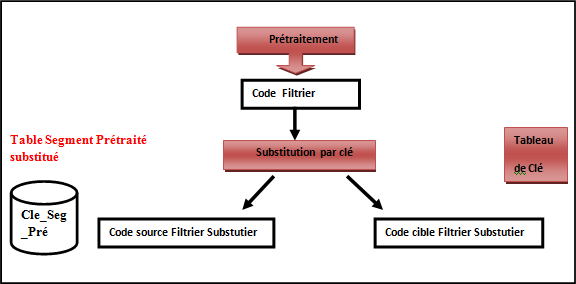 Prétraitement
Code Filtrier
Table Segment Prétraité
substitué
Substitution par clé
Tableau
de Clé
Cle_Seg
_Pré
Code source Filtrier Substutier
Code cible Filtrier Substutier